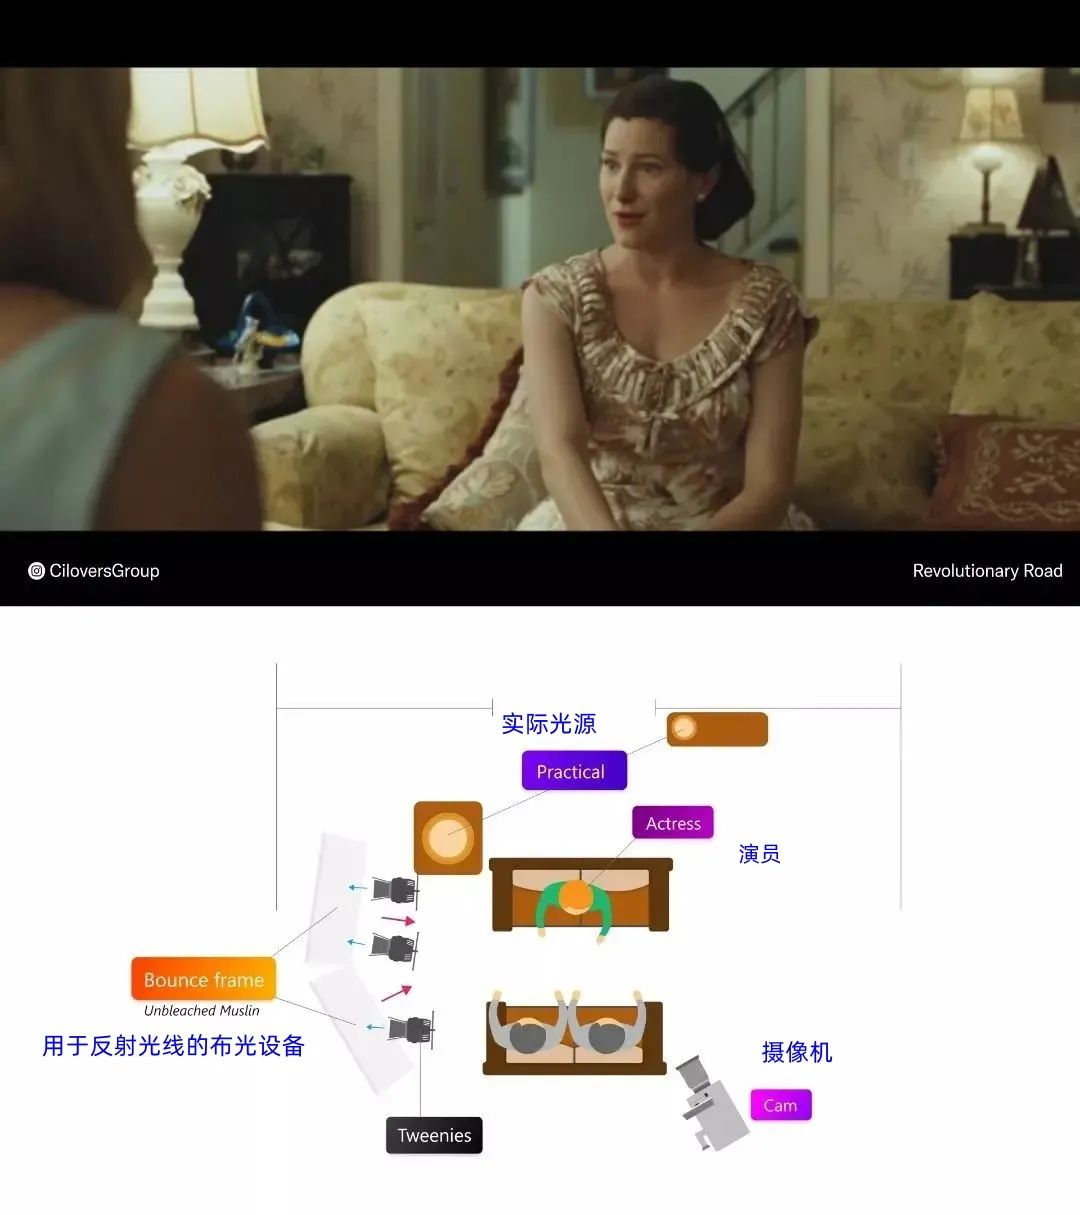 CiloversGroup
Revolutionary Road
实际光源
Practical
Actress
演员
Bounce frame
Unbleached Muslin
用于反射光线的布光设备
摄像机
Cam
Tweenies